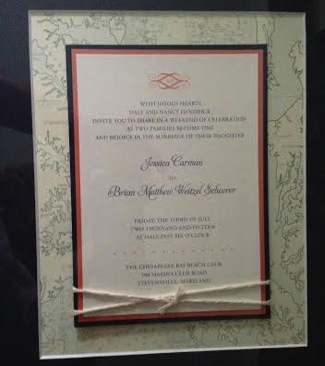 WITH JOYOUS HEARTS
DALE AND NANCY HENDRICK
INVITE YOU TO SHARE IN A WEEKEND OF CELEBRATION
AS TWO FAMILIES BECOME ONE
AND REJOICE IN THE MARRIAGE OF THEIR DAUGHTER
Jessica Carman
TO
Brian Matthew Weitzel Scheerer
FRIDAY THE THIRD OF JULY
TWO THOUSAND AND FIFTEEN
AT HALF PAST SIX O'CLOCK
THE CHESAPEAKE BAY BEACH CLUB
500 MARINA CLUB ROAD
STEVENSVILLE, MARYLAND